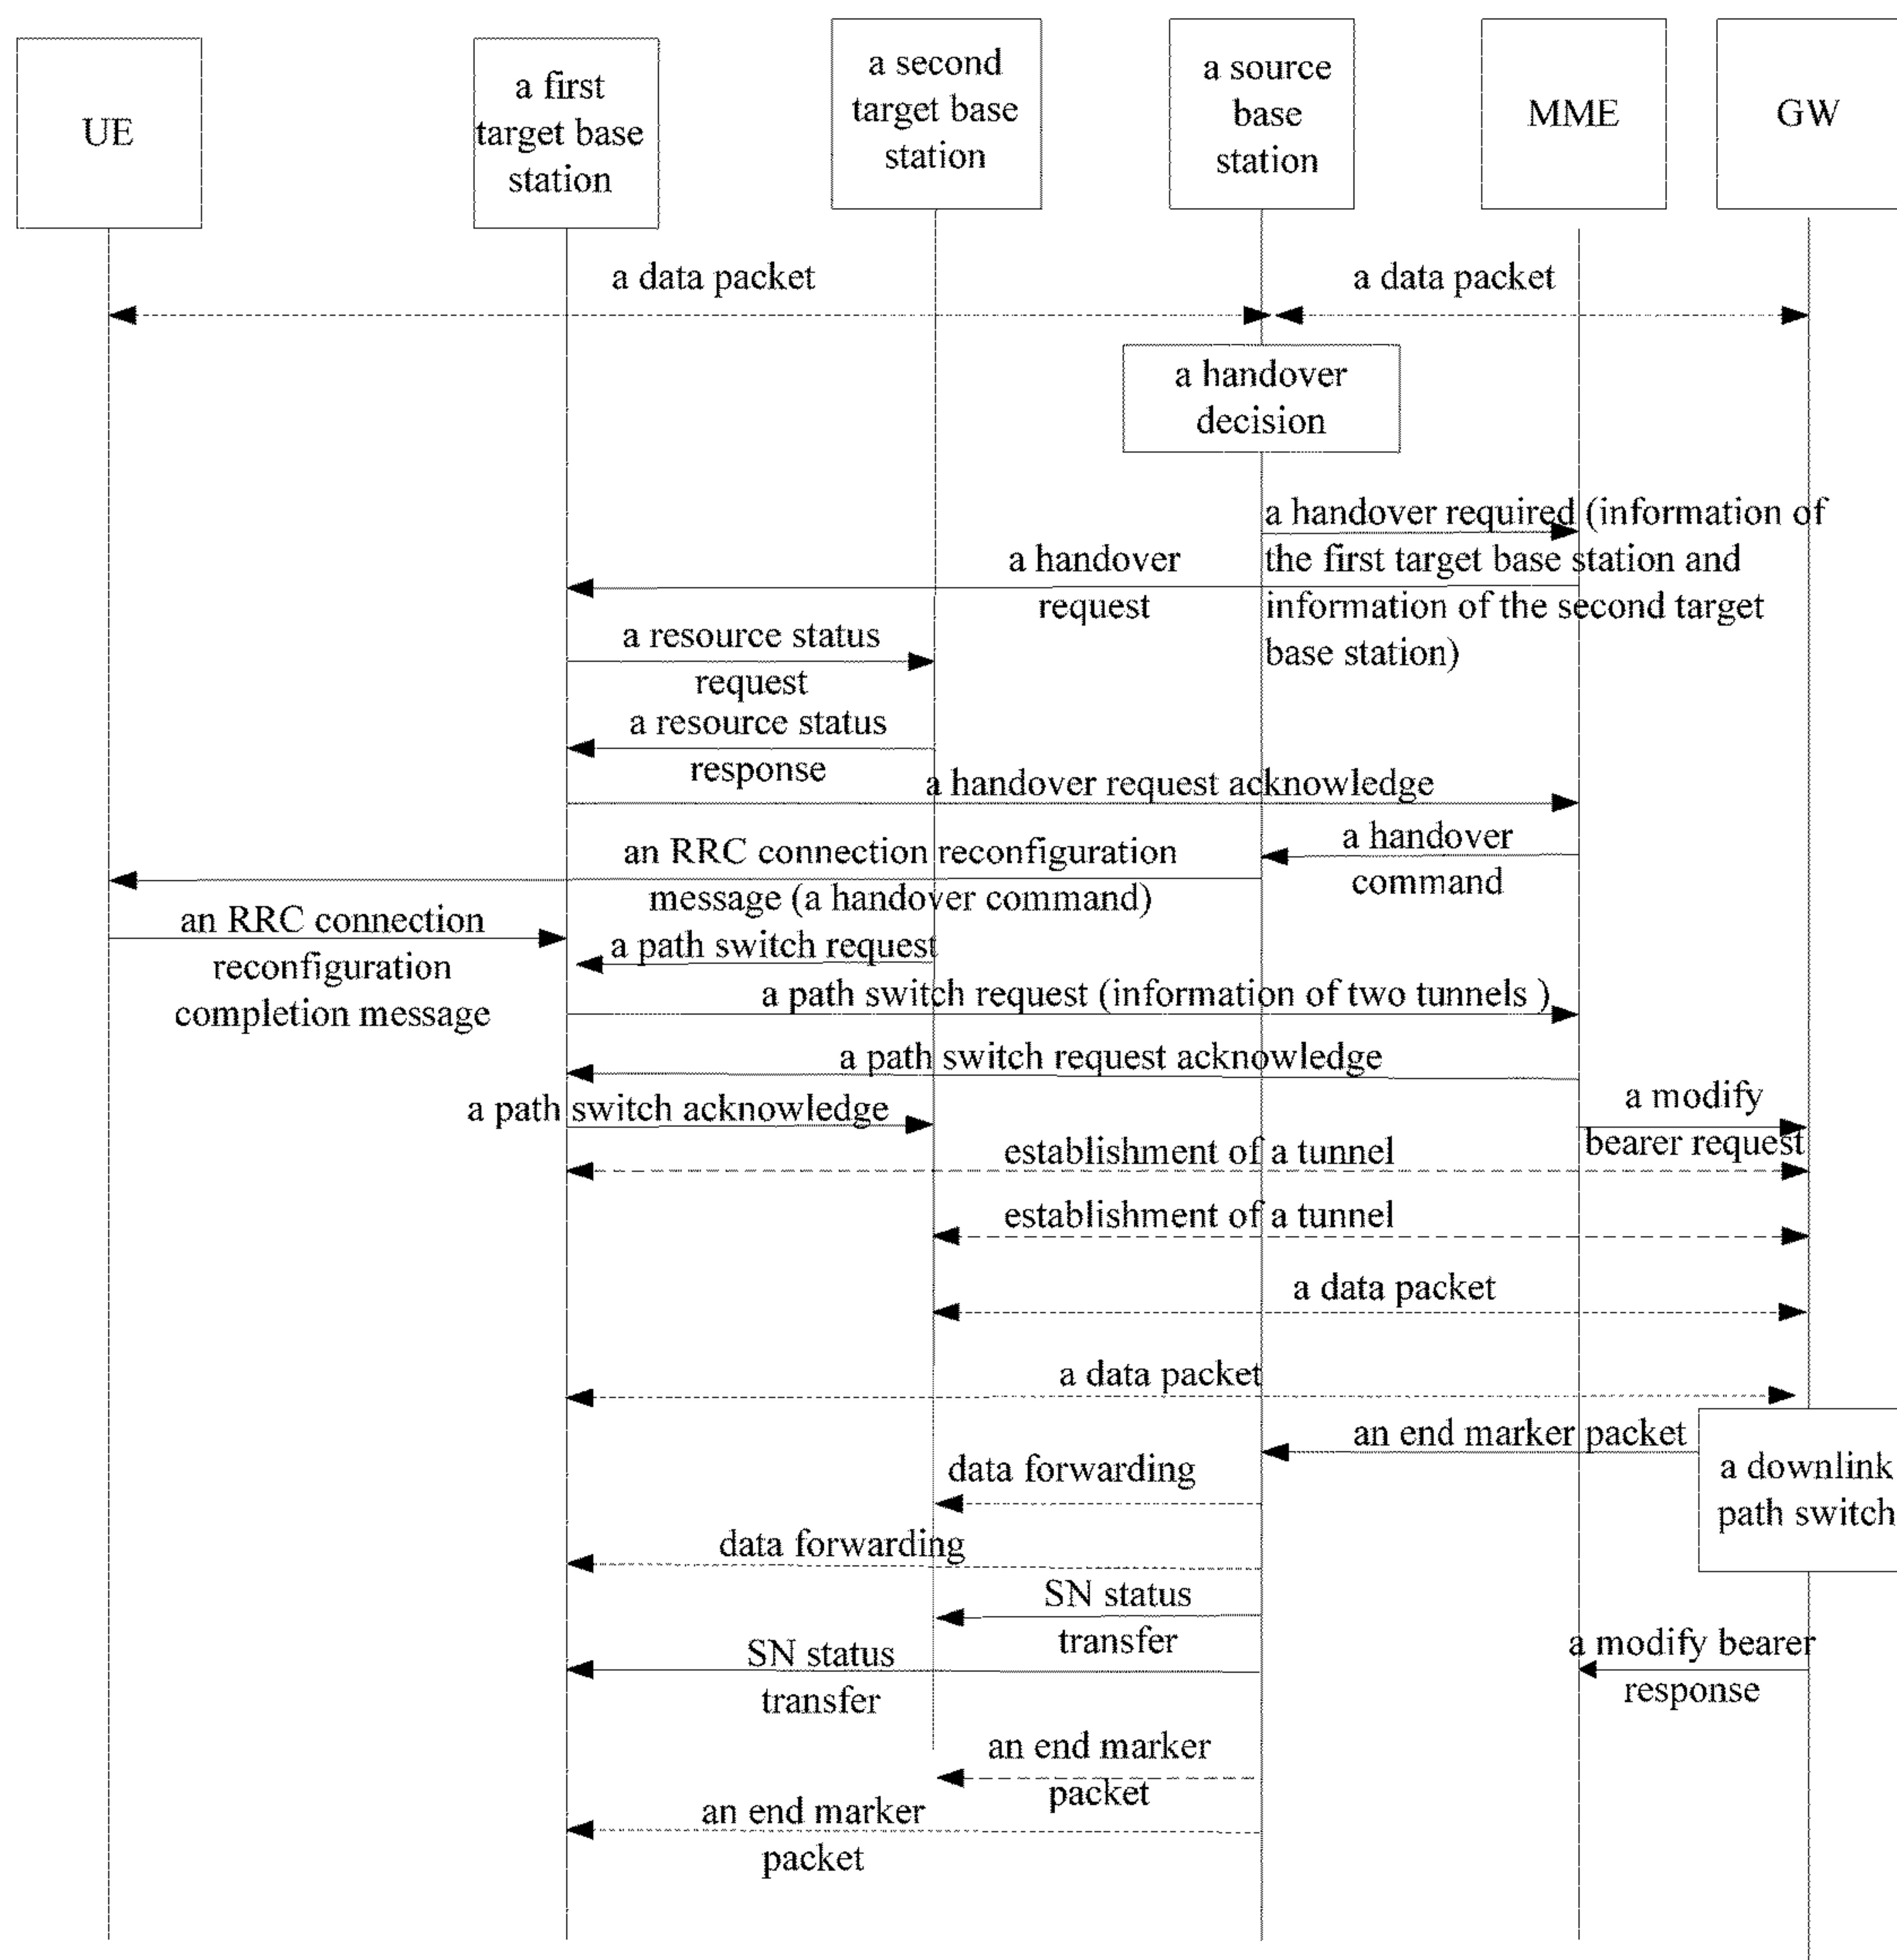 UE
a first
target base
station
a second
target base
station
a source
base
station
MME
GW
a data packet
a data packet
a handover
decision
a handover required (information of
the first target base station and
information of the second target
base station)
a handover
request
a resource status
request
a resource status
response
a handover request acknowledge
a handover
command
an RRC connection reconfiguration
message (a handover command)
an RRC connection
reconfiguration
completion message
a path switch request
a path switch request (information of two tunnels )
a path switch request acknowledge
a path switch acknowledge
a modify
bearer request
establishment of a tunnel
establishment of a tunnel
a data packet
a data packet
an end marker packet
a downlink
path switch
data forwarding
data forwarding
SN status
transfer
SN status
transfer
a modify bearer
response
an end marker
packet
an end marker
packet